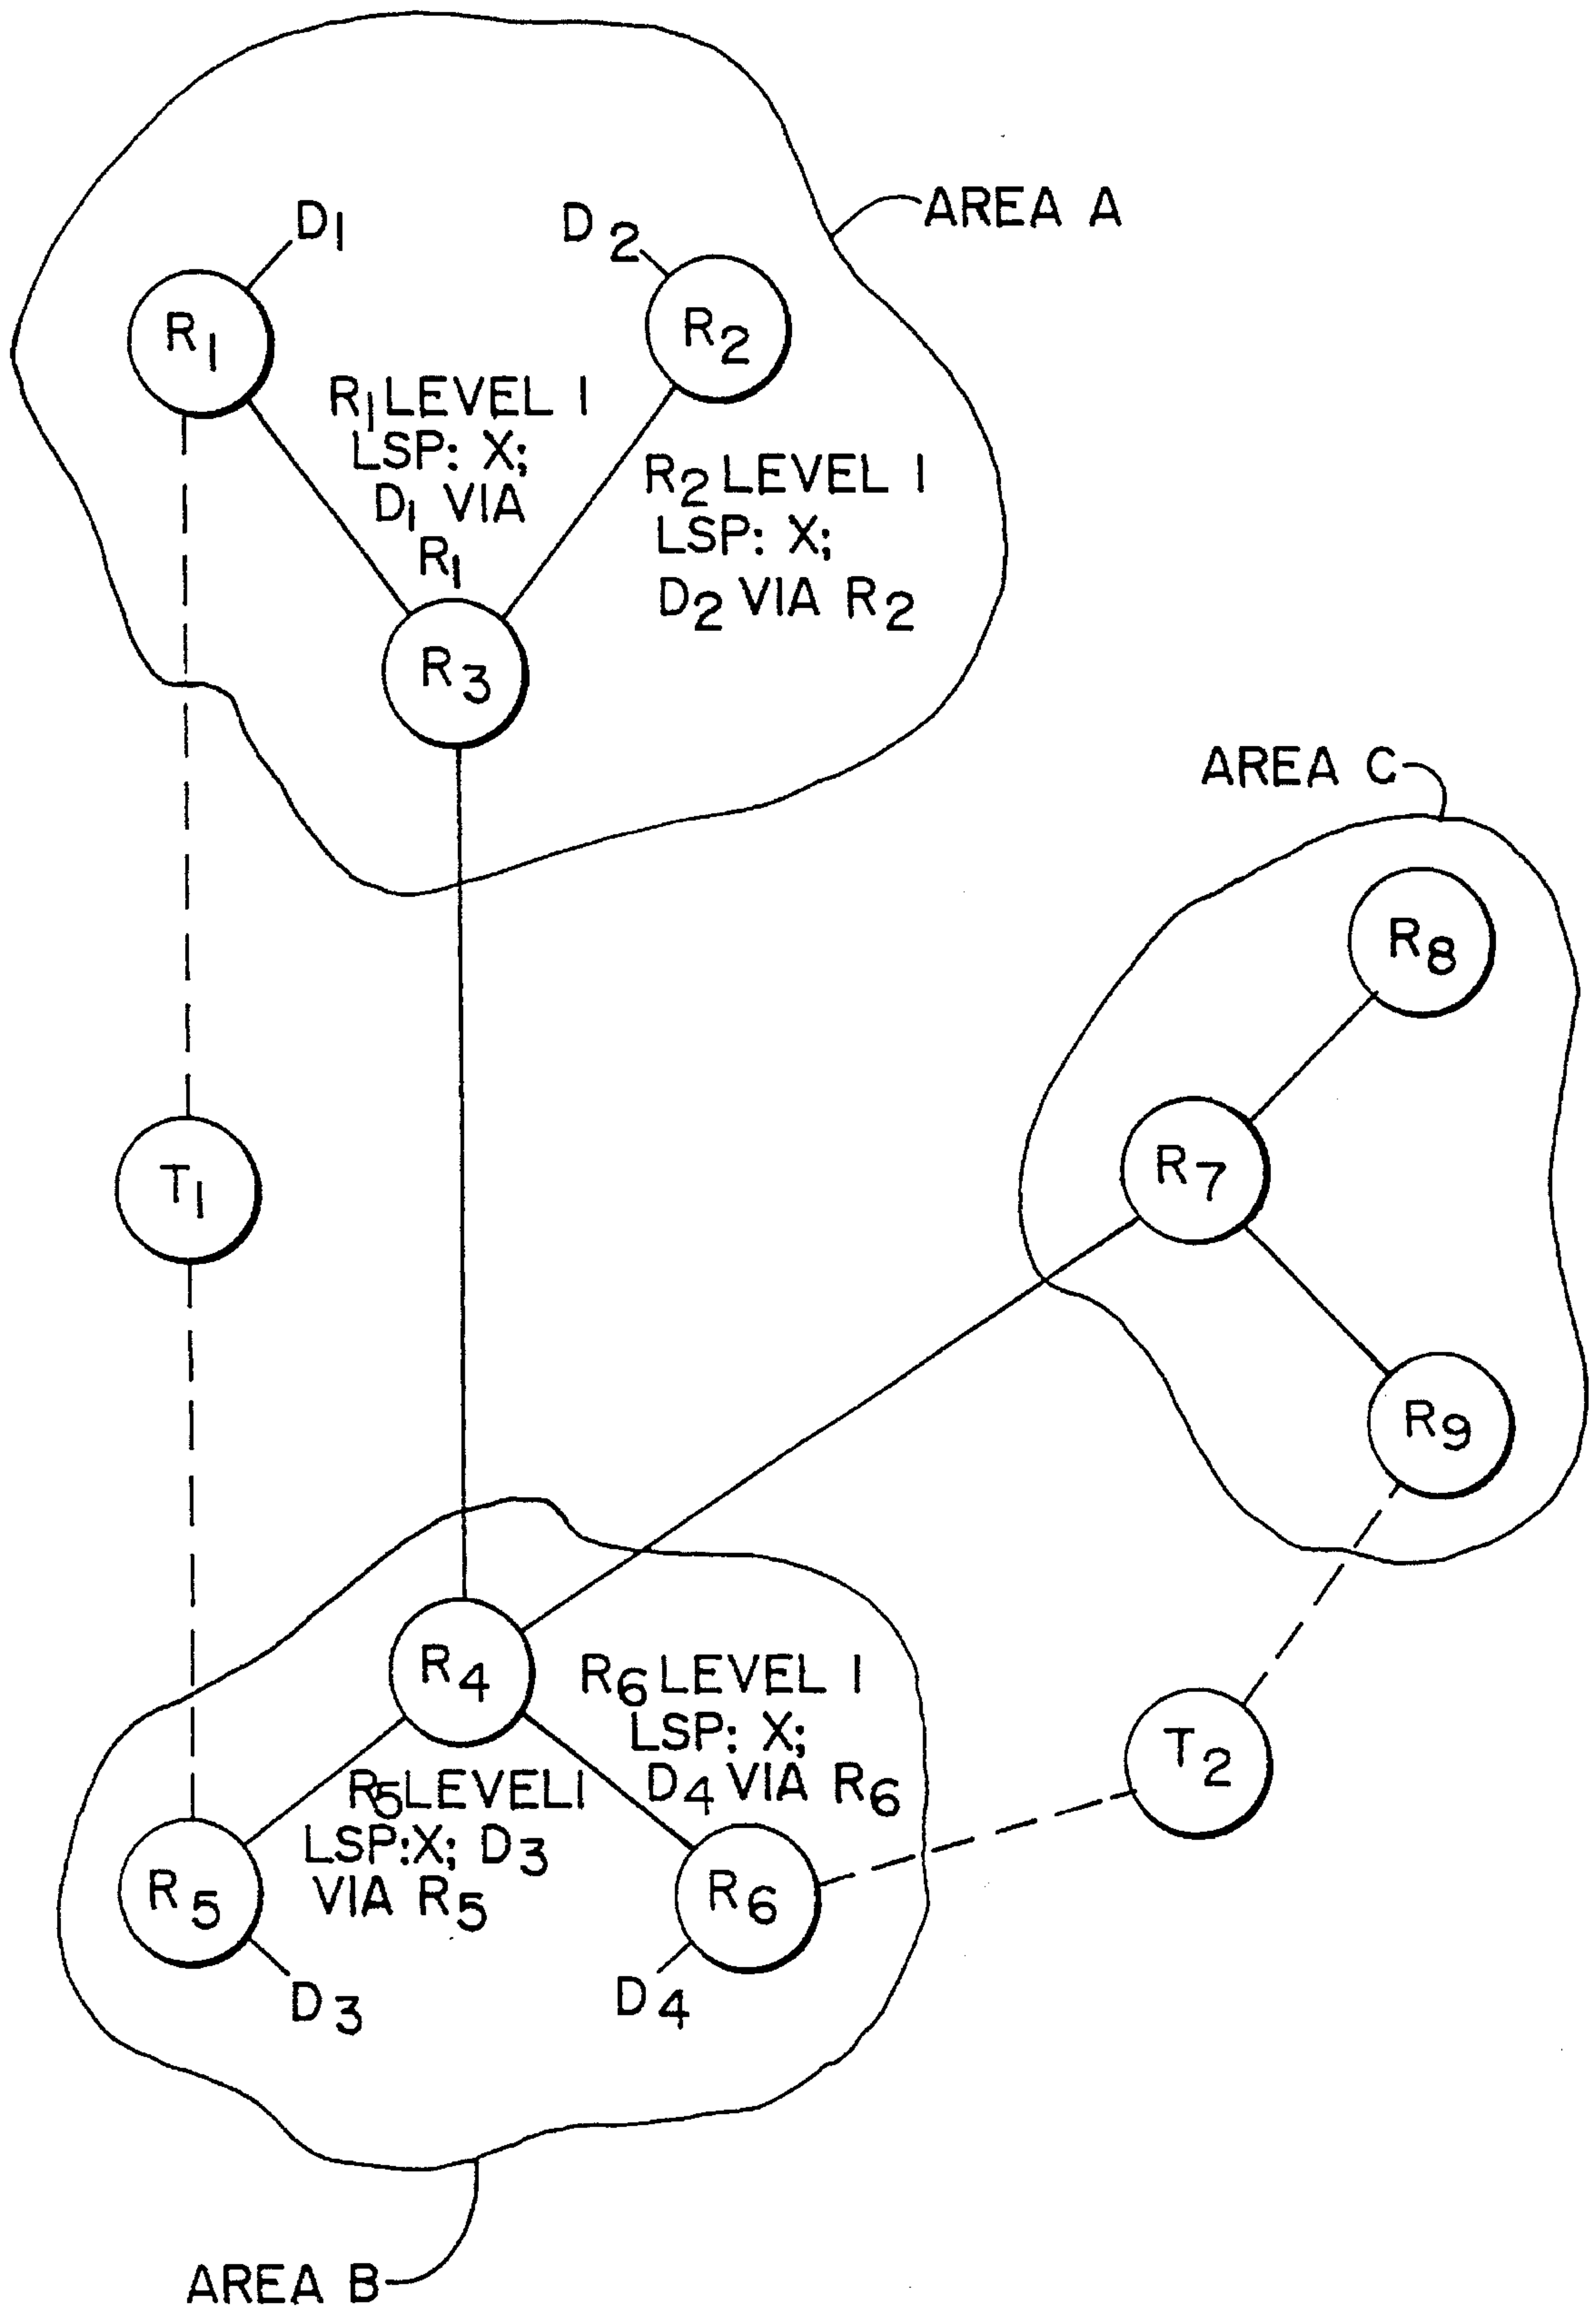 AREA A
D1
D2
R1
R2
R1 LEVEL 1
LSP: X;
D1 VIA
R1
R2 LEVEL 1
LSP: X;
D2 VIA R2
R3
AREA C
R8
R7
T1
R9
R4
R6 LEVEL 1
LSP: X;
D4 VIA R6
T2
R5 LEVEL 1
LSP: X; D3
VIA R5
R5
R6
D3
D4
AREA B